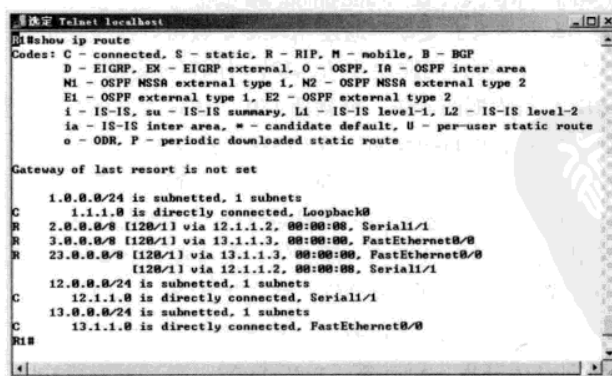 选定 Telnet localhost
R1#show ip route
Codes: C - connected, S - static, R - RIP, M - mobile, B - BGP
D - EIGRP, EX - EIGRP external, O - OSPF, IA - OSPF inter area
N1 - OSPF NSSA external type 1, N2 - OSPF NSSA external type 2
E1 - OSPF external type 1, E2 - OSPF external type 2
i - IS-IS, su - IS-IS summary, L1 - IS-IS level-1, L2 - IS-IS level-2
ia - IS-IS inter area, * - candidate default, U - per-user static route
o - ODR, P - periodic downloaded static route
Gateway of last resort is not set
1.0.0.0/24 is subnetted, 1 subnets
C 1.1.1.0 is directly connected, Loopback0
R 2.0.0.0/8 [120/1] via 12.1.1.2, 00:00:08, Serial1/1
R 3.0.0.0/8 [120/1] via 13.1.1.3, 00:00:00, FastEthernet0/0
R 23.0.0.0/8 [120/1] via 13.1.1.3, 00:00:00, FastEthernet0/0
[120/1] via 12.1.1.2, 00:00:08, Serial1/1
12.0.0.0/24 is subnetted, 1 subnets
C 12.1.1.0 is directly connected, Serial1/1
13.0.0.0/24 is subnetted, 1 subnets
C 13.1.1.0 is directly connected, FastEthernet0/0
R1#